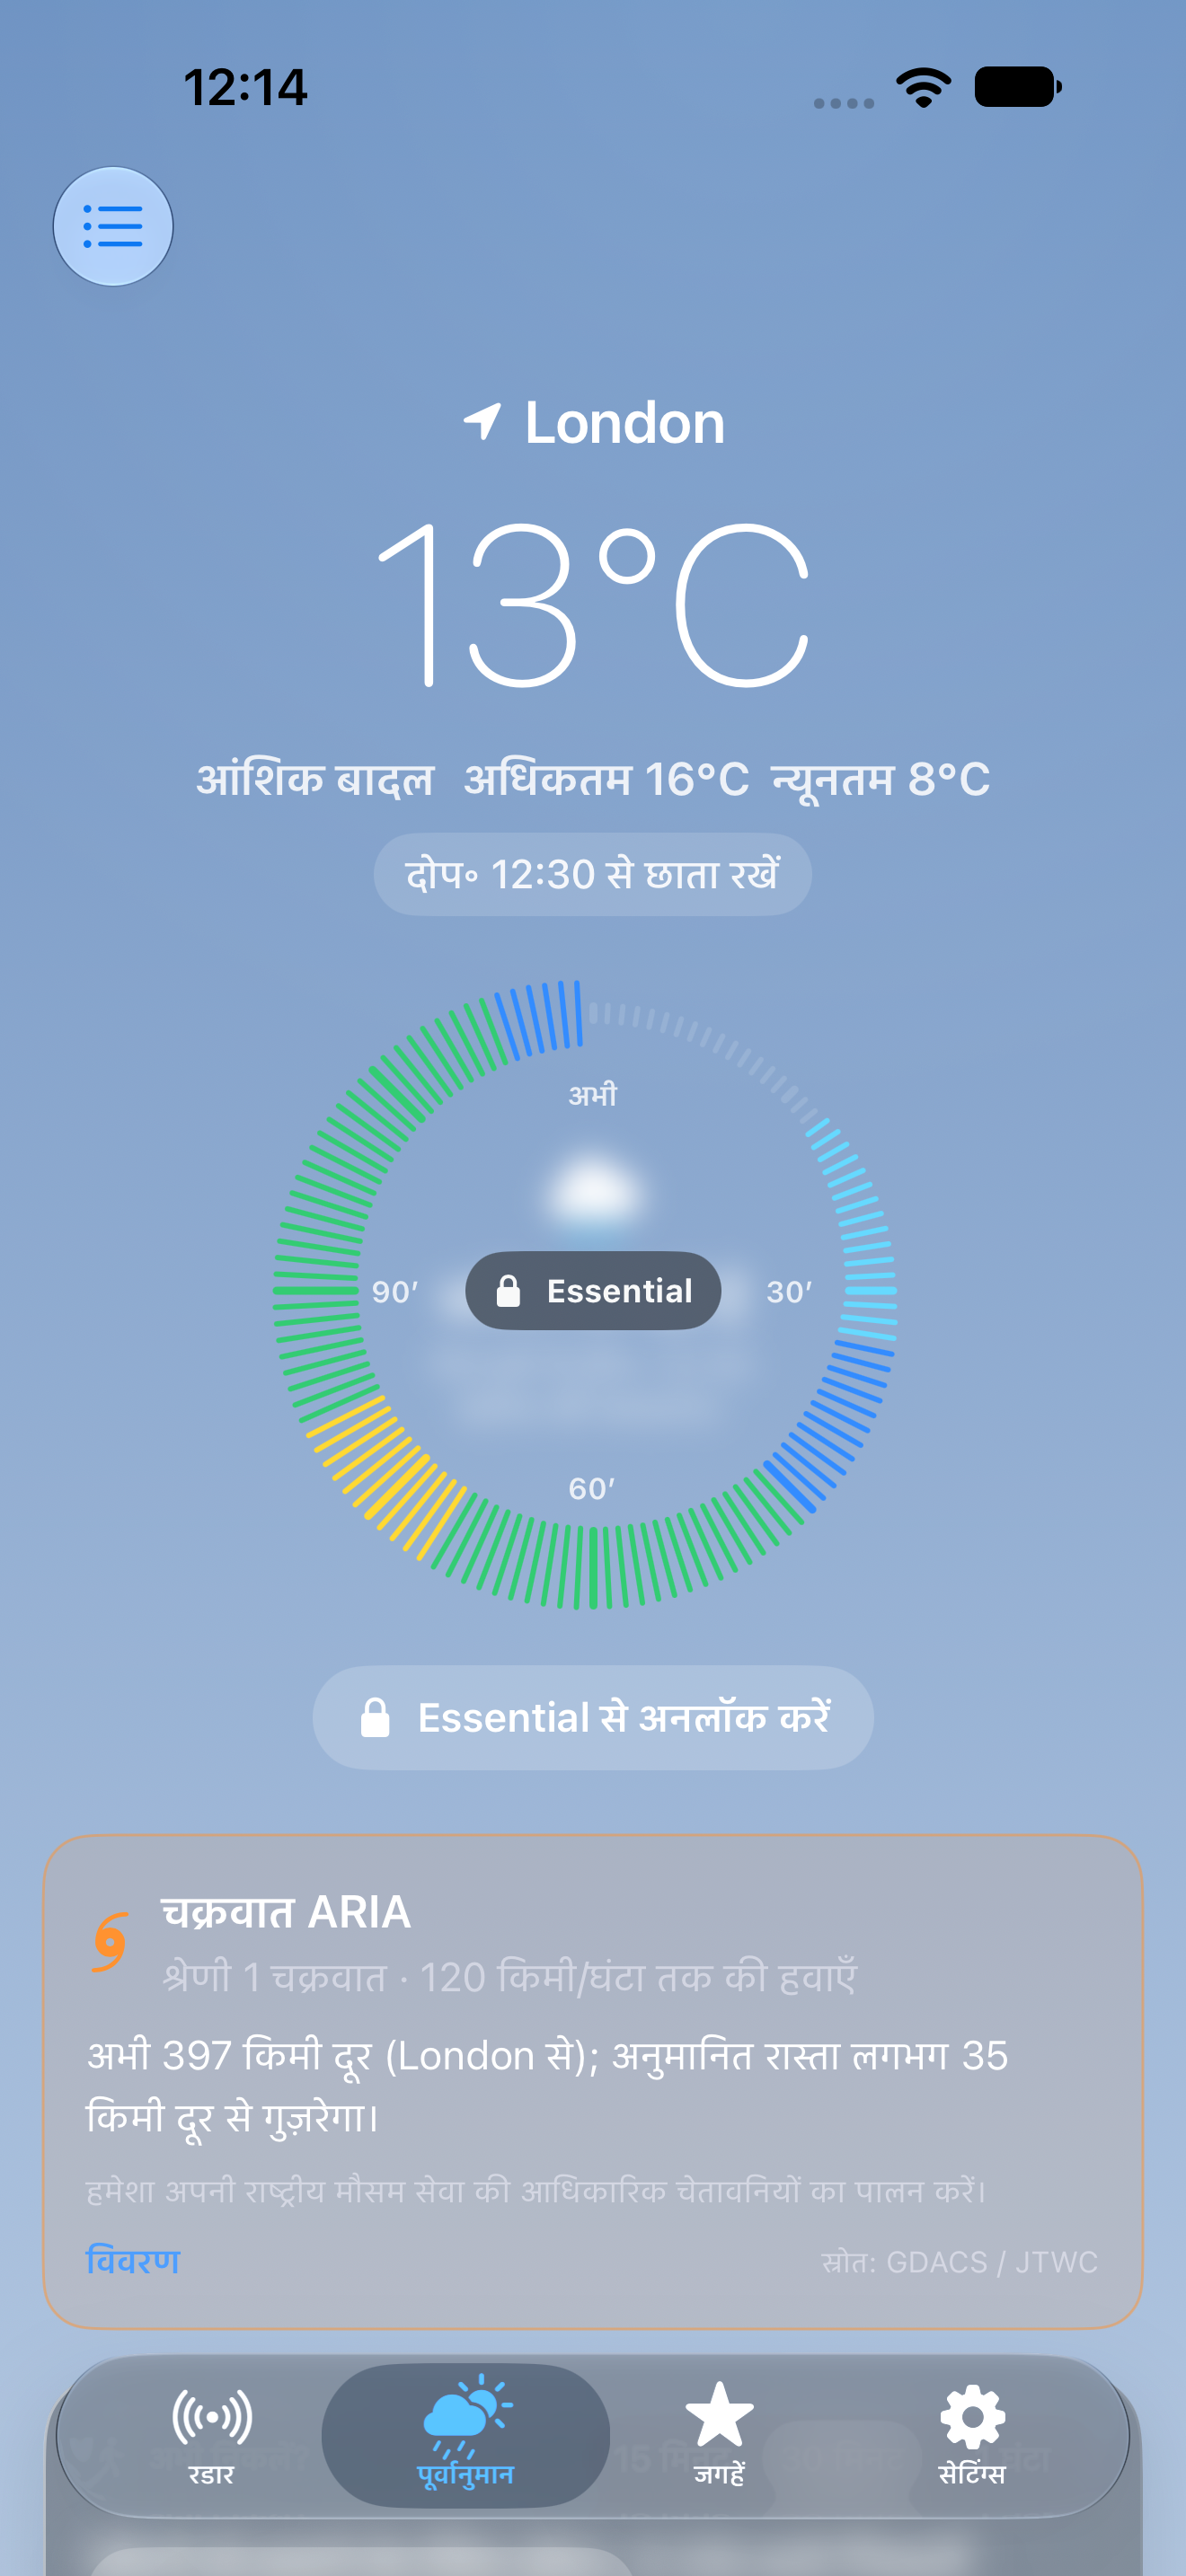 12:14
London
13°C
आंशिक बादल अधिकतम 16°C न्यूनतम 8°C
दोप॰ 12:30 से छाता रखें
अभी
90′
Essential
30′
60′
Essential से अनलॉक करें
चक्रवात ARIA
श्रेणी 1 चक्रवात · 120 किमी/घंटा तक की हवाएँ
अभी 397 किमी दूर (London से); अनुमानित रास्ता लगभग 35
किमी दूर से गुज़रेगा।
हमेशा अपनी राष्ट्रीय मौसम सेवा की आधिकारिक चेतावनियों का पालन करें।
विवरण
स्रोत: GDACS / JTWC
रडार
पूर्वानुमान
जगहें
सेटिंग्स